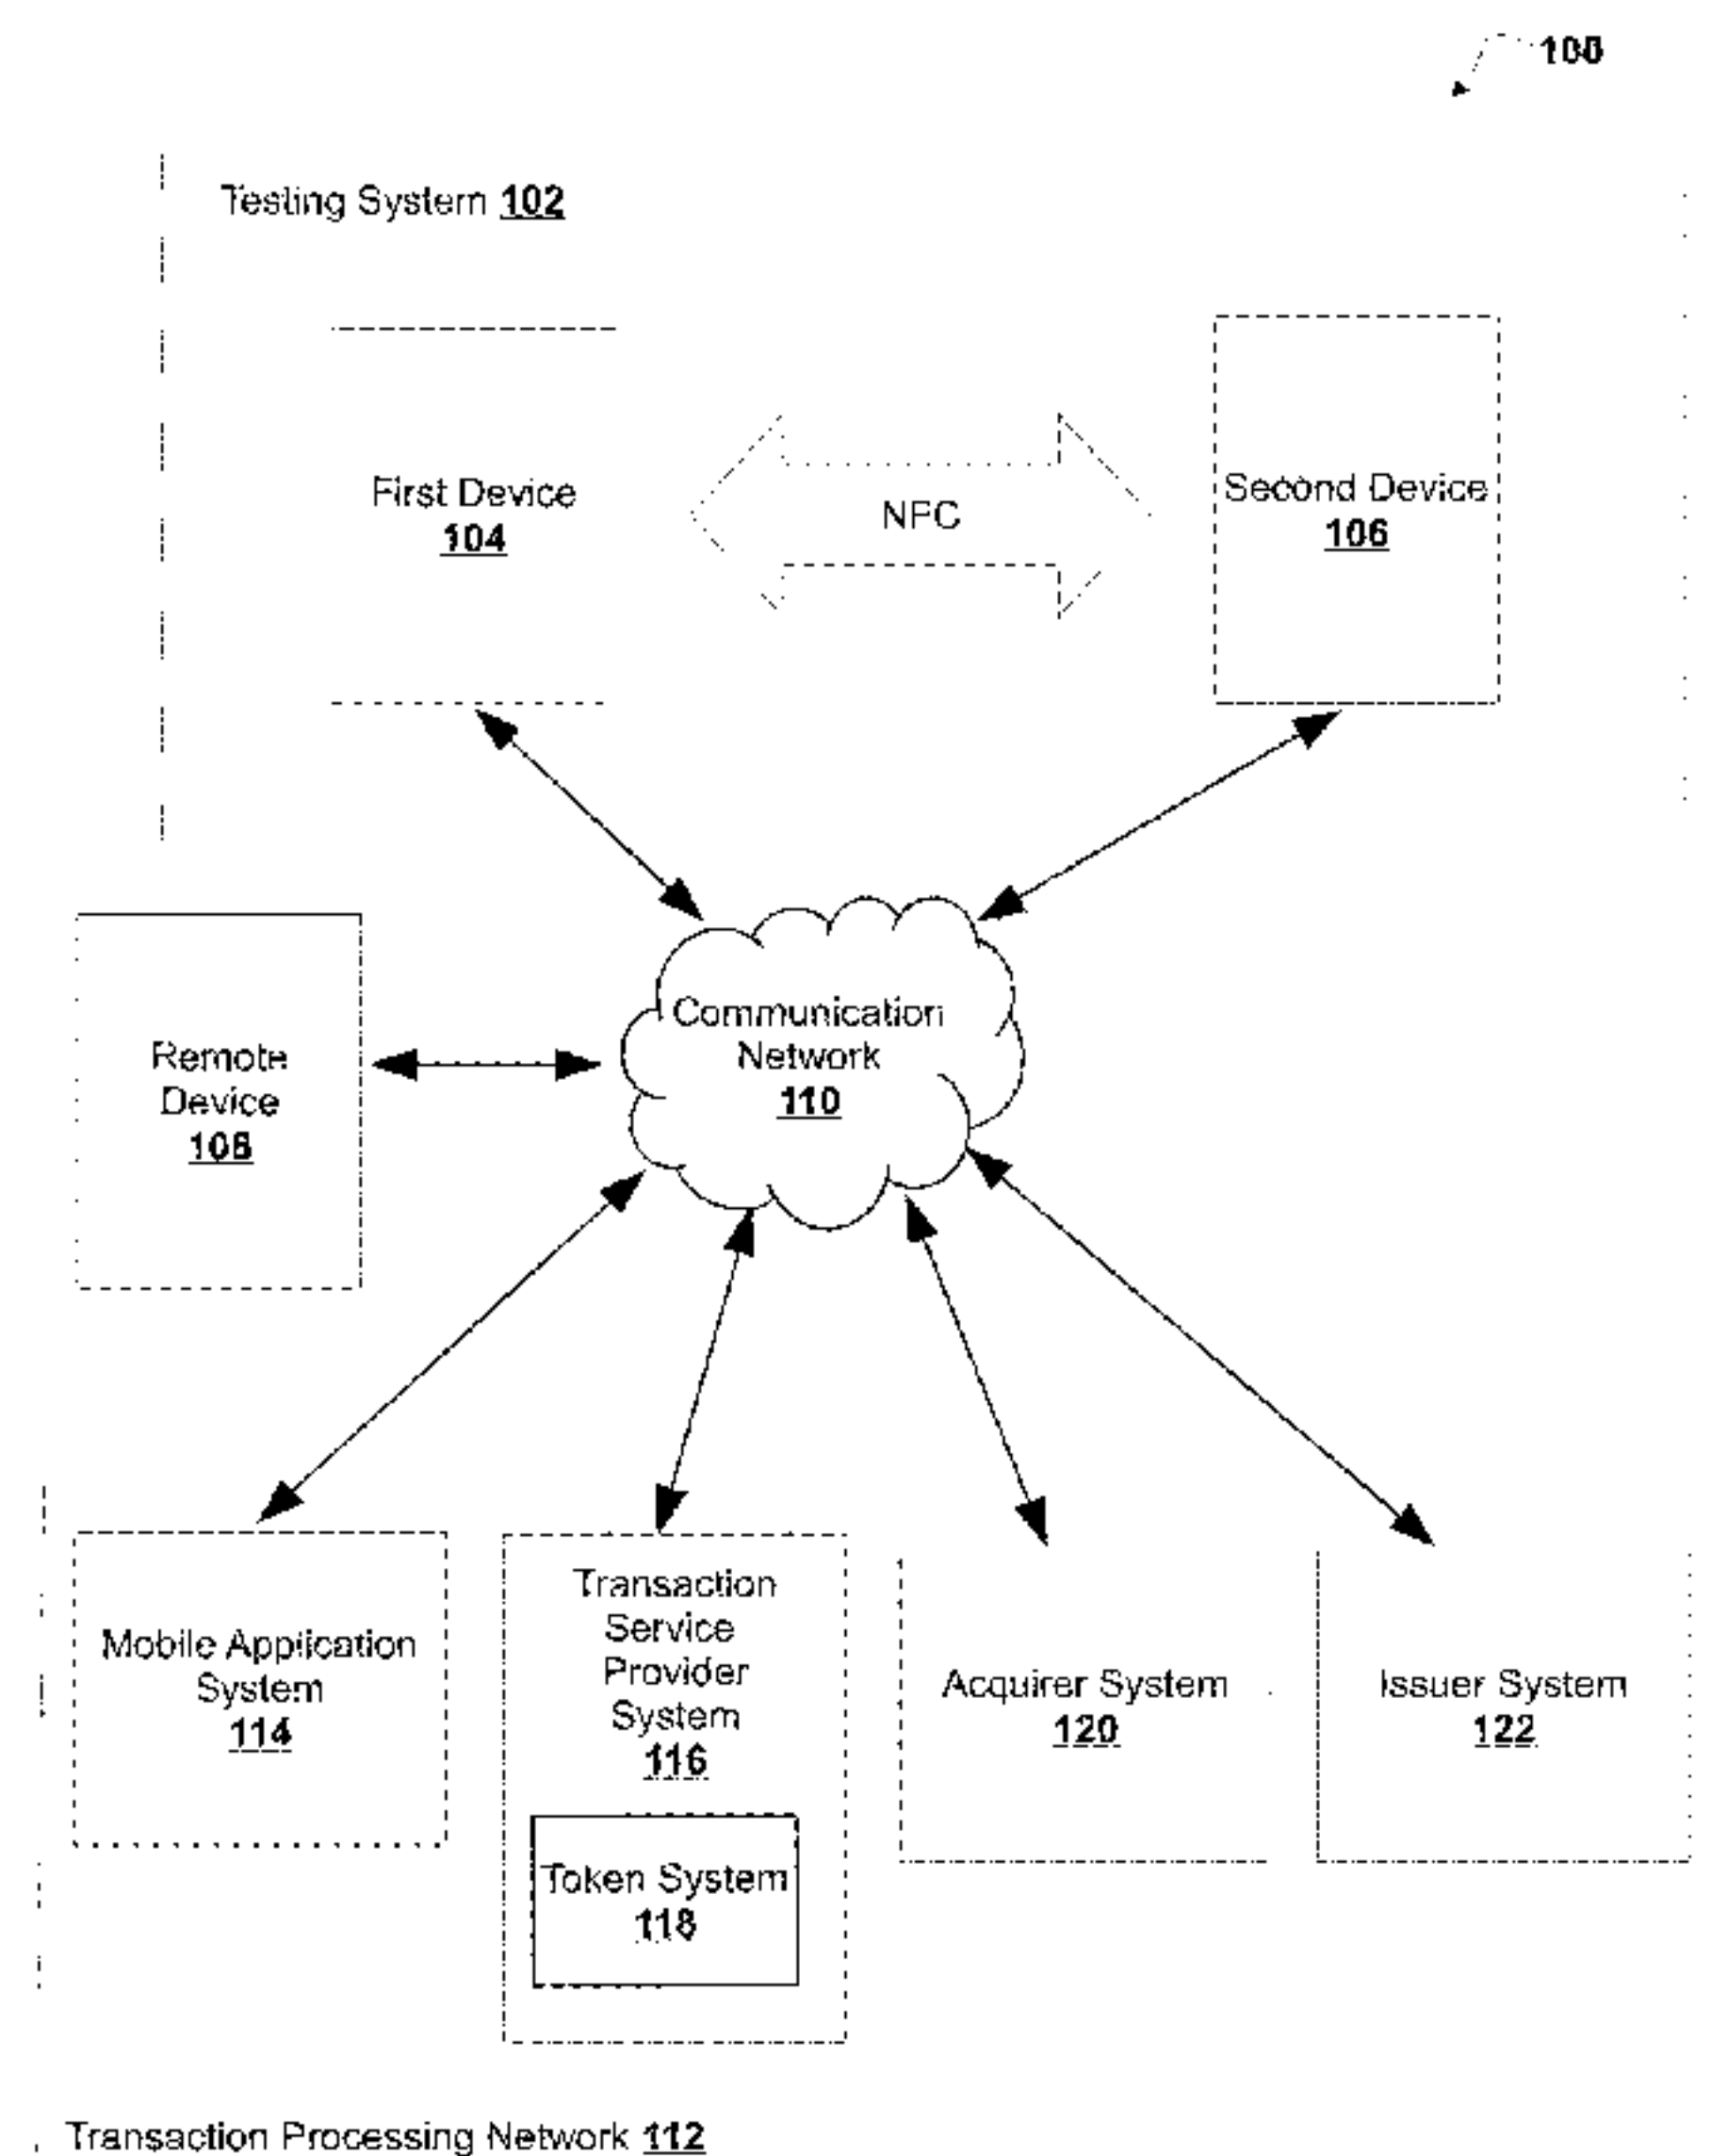 100
Testing System 102
First Device
104
NFC
Second Device
106
Communication
Network
110
Remote
Device
108
Mobile Application
System
114
Transaction
Service
Provider
System
116
Token System
118
Acquirer System
120
Issuer System
122
Transaction Processing Network 112